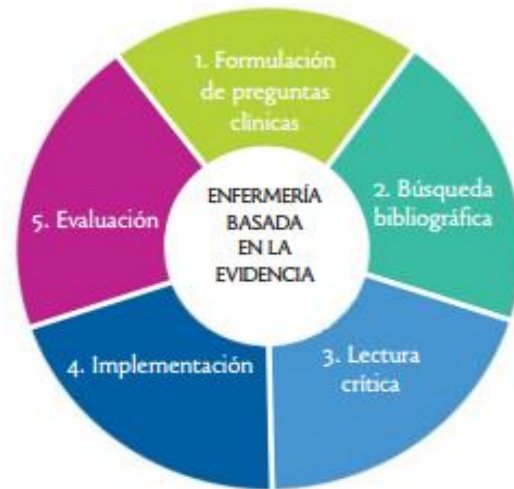 1. Formulación
de preguntas
clínicas
2. Búsqueda
bibliográfica
3. Lectura
crítica
4. Implementación
5. Evaluación
ENFERMERÍA
BASADA
EN LA
EVIDENCIA